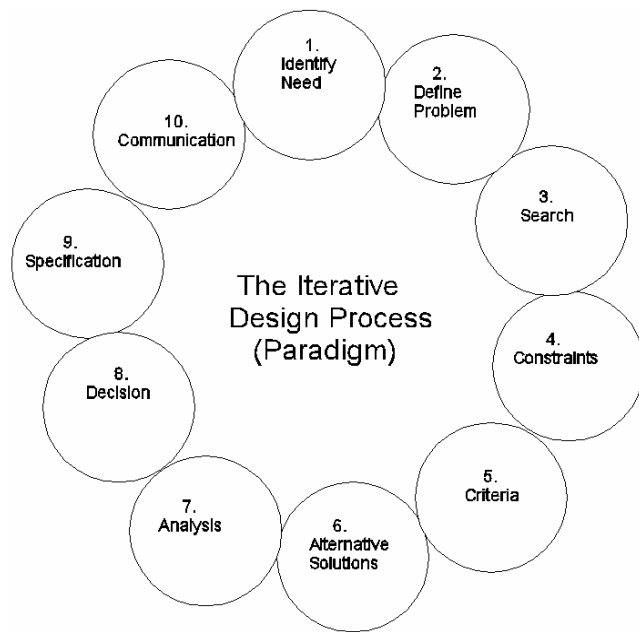 1.
Identify
Need
2.
Define
Problem
3.
Search
4.
Constraints
5.
Criteria
6.
Alternative
Solutions
7.
Analysis
8.
Decision
9.
Specification
10.
Communication
The Iterative
Design Process
(Paradigm)